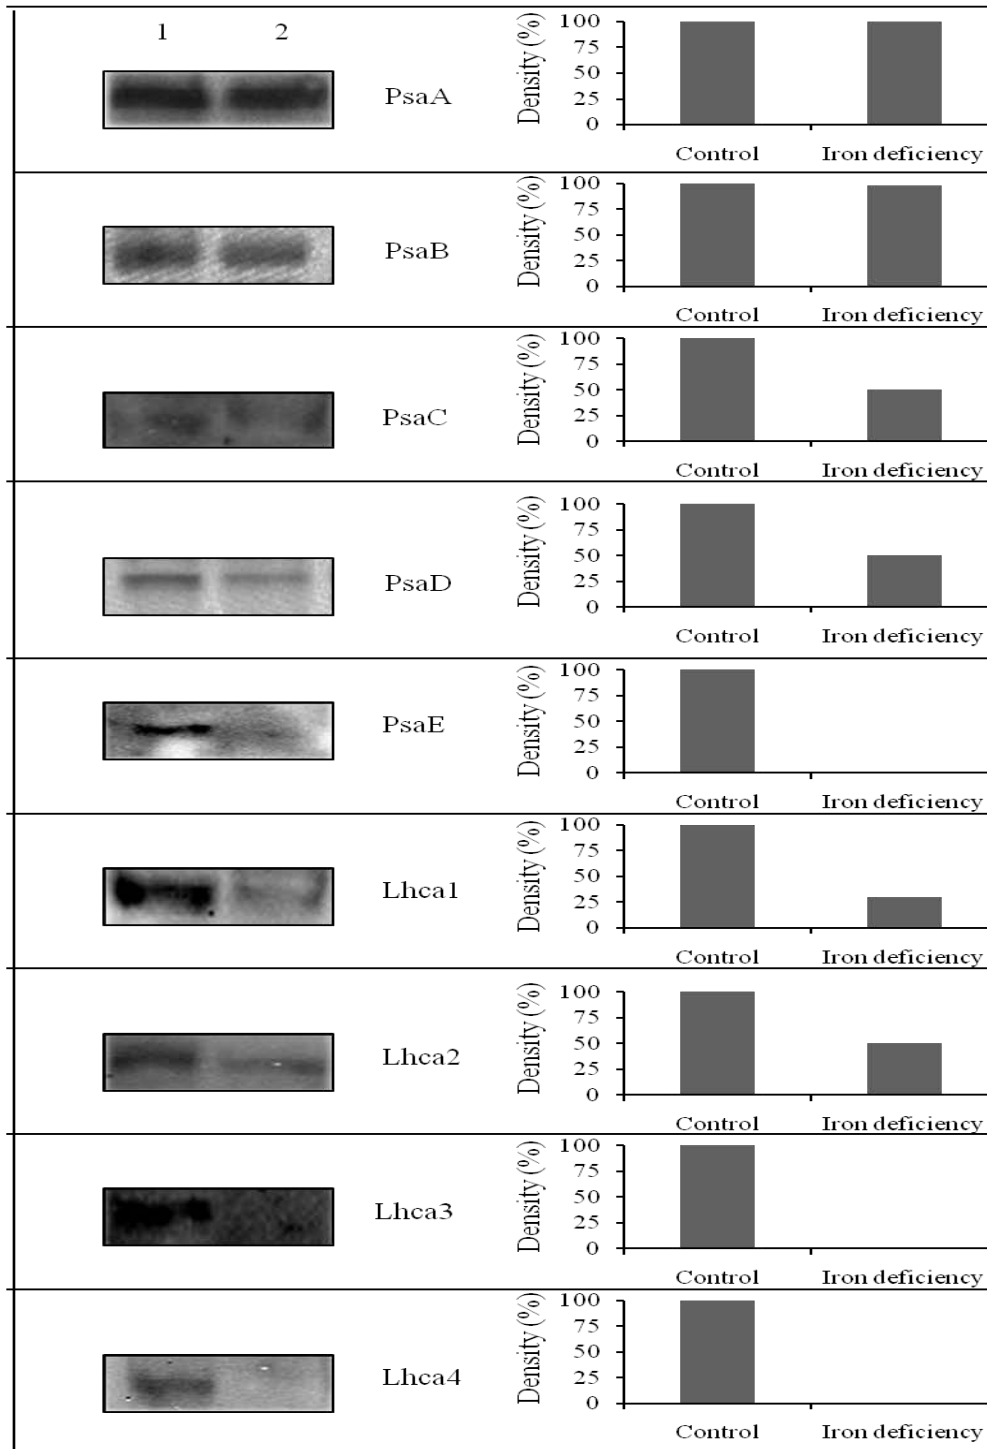 1 2
PsaA
Density (%)
100
75
50
25
0
Control Iron deficiency
PsaB
Density (%)
100
75
50
25
0
Control Iron deficiency
PsaC
Density (%)
100
75
50
25
0
Control Iron deficiency
PsaD
Density (%)
100
75
50
25
0
Control Iron deficiency
PsaE
Density (%)
100
75
50
25
0
Control Iron deficiency
Lhca1
Density (%)
100
75
50
25
0
Control Iron deficiency
Lhca2
Density (%)
100
75
50
25
0
Control Iron deficiency
Lhca3
Density (%)
100
75
50
25
0
Control Iron deficiency
Lhca4
Density (%)
100
75
50
25
0
Control Iron deficiency